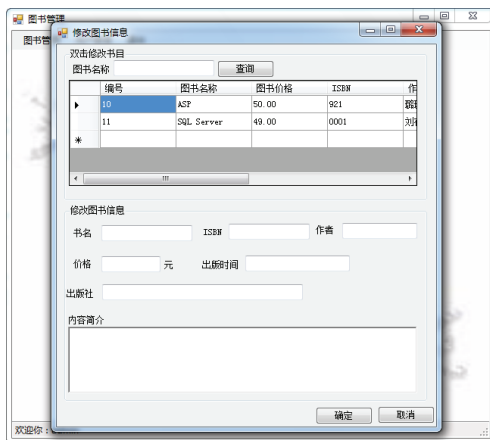 图书管理
图书管
修改图书信息
双击修改书目
图书名称
查询
编号 图书名称 图书价格 ISBN 作
10 ASP 50.00 921
11 SQL Server 49.00 0001
修改图书信息
书名 ISBN 作者
价格 元 出版时间
出版社
内容简介
确定 取消
欢迎你: